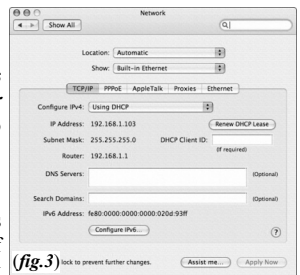 Network
Show All
Location: Automatic
Show: Built-in Ethernet
TCP/IP PPPoE AppleTalk Proxies Ethernet
Configure IPv4: Using DHCP
IP Address: 192.168.1.103 Renew DHCP Lease
Subnet Mask: 255.255.255.0 DHCP Client ID:
(If required)
Router: 192.168.1.1
DNS Servers: (Optional)
Search Domains: (Optional)
IPv6 Address: fe80:0000:0000:0000:020d:93ff
Configure IPv6... ?
(fig.3) lock to prevent further changes. Assist me... Apply Now